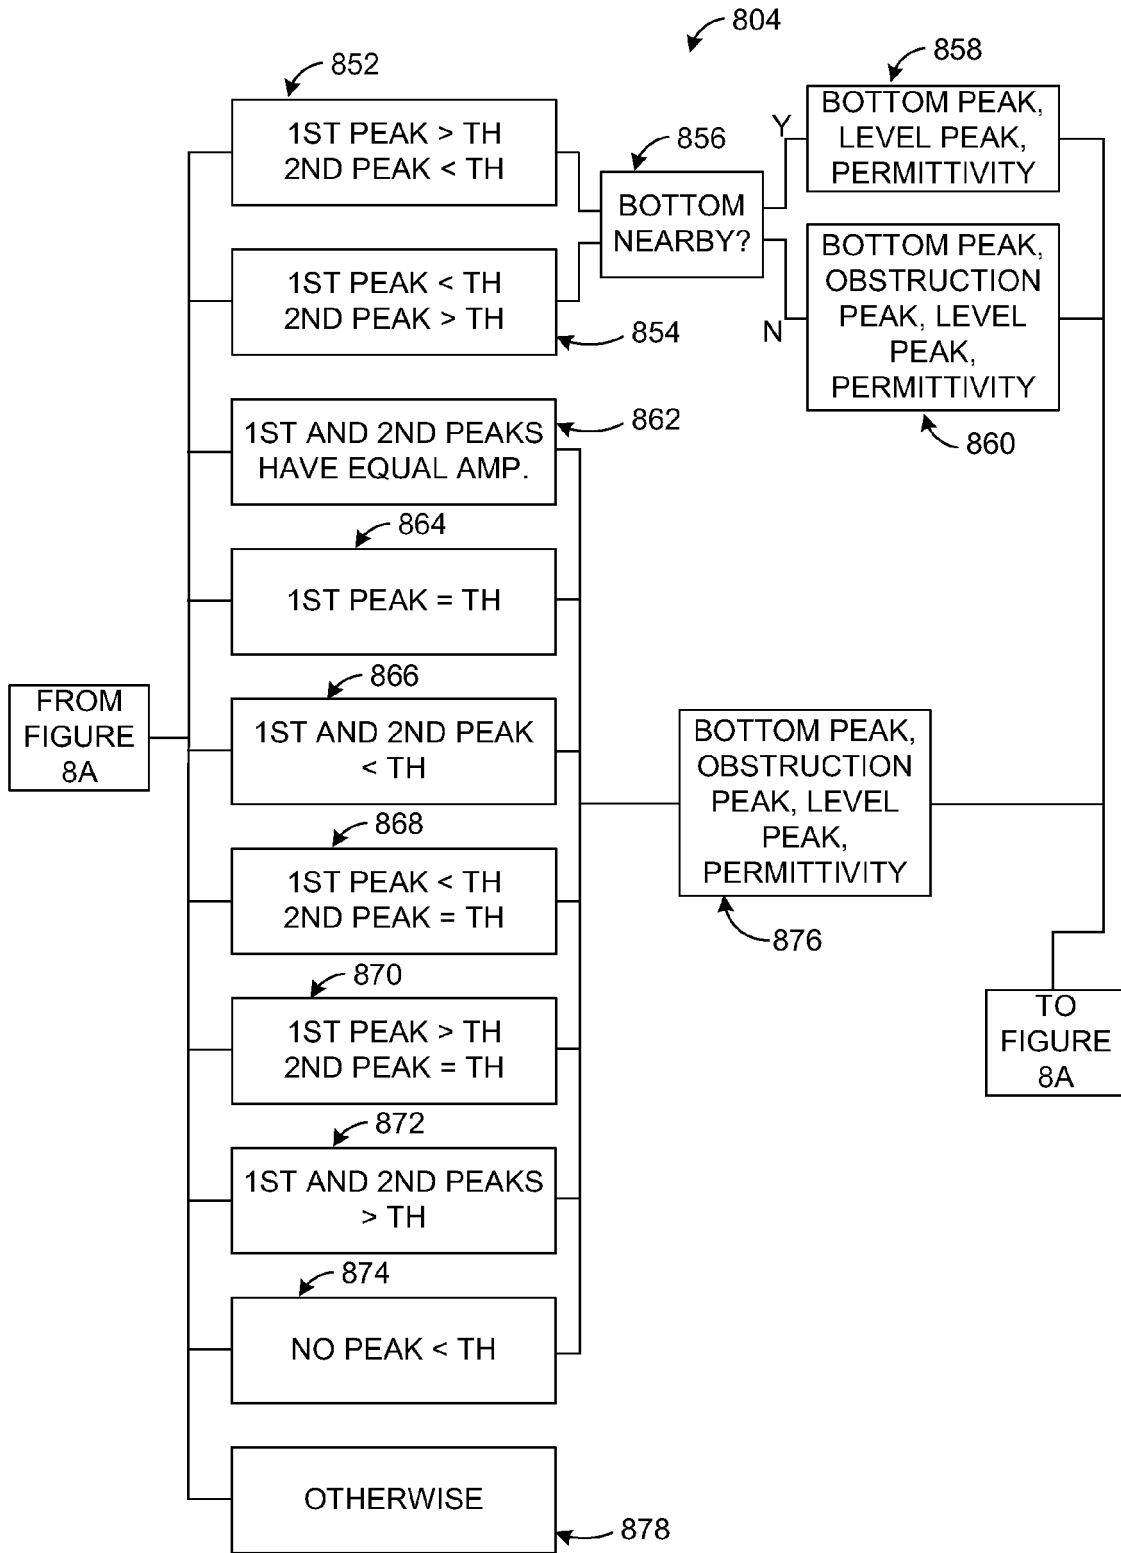 804
852
1ST PEAK > TH
2ND PEAK < TH
856
BOTTOM
NEARBY?
Y
858
BOTTOM PEAK,
LEVEL PEAK,
PERMITTIVITY
1ST PEAK < TH
2ND PEAK > TH
854
N
BOTTOM PEAK,
OBSTRUCTION
PEAK, LEVEL
PEAK,
PERMITTIVITY
860
1ST AND 2ND PEAKS
HAVE EQUAL AMP.
862
864
1ST PEAK = TH
FROM
FIGURE
8A
866
1ST AND 2ND PEAK
< TH
868
1ST PEAK < TH
2ND PEAK = TH
BOTTOM PEAK,
OBSTRUCTION
PEAK, LEVEL
PEAK,
PERMITTIVITY
876
870
1ST PEAK > TH
2ND PEAK = TH
TO
FIGURE
8A
872
1ST AND 2ND PEAKS
> TH
874
NO PEAK < TH
OTHERWISE
878